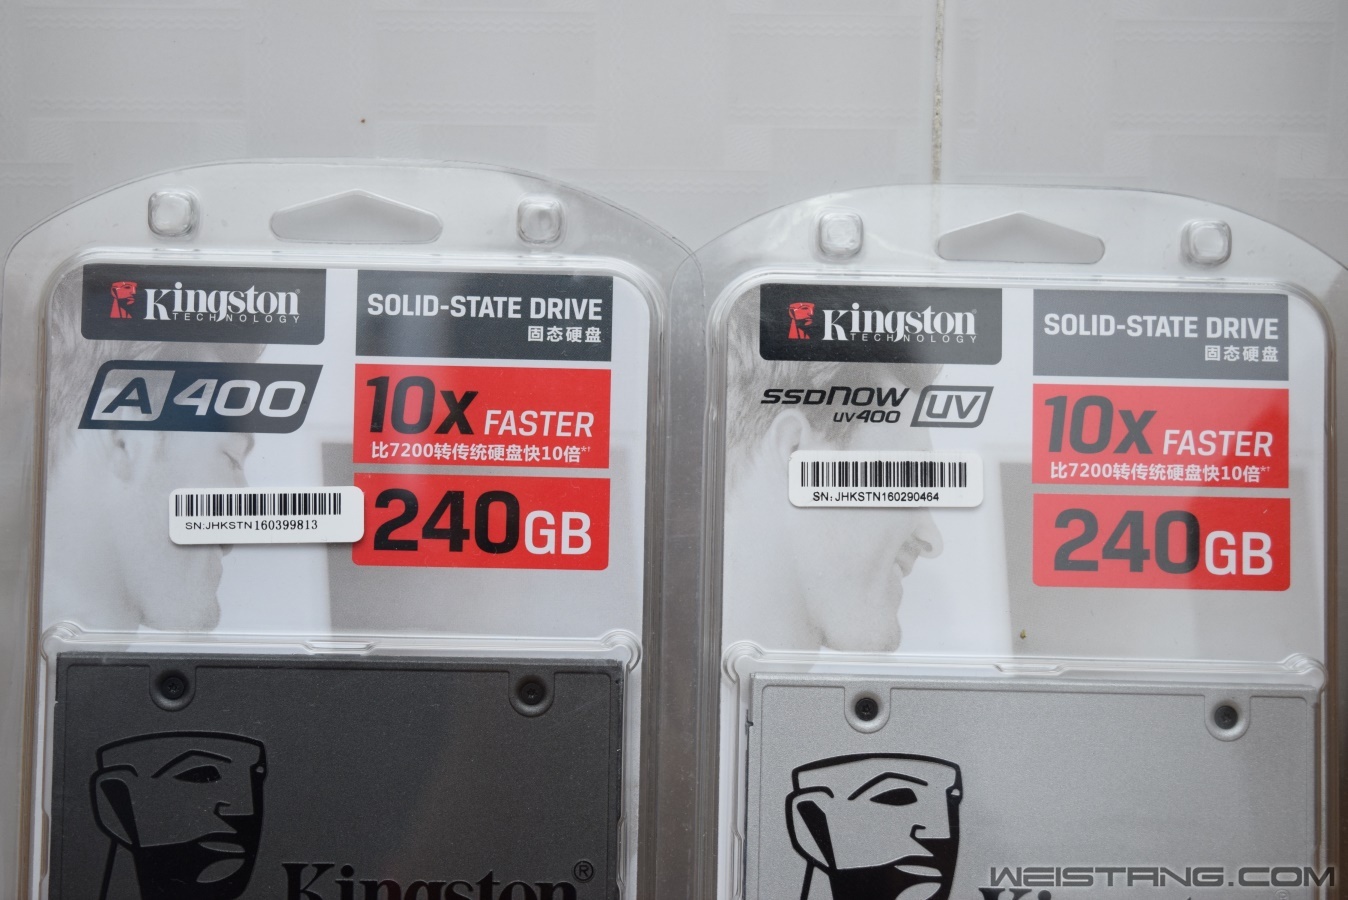 Kingston
TECHNOLOGY
A400
SOLID-STATE DRIVE
固态硬盘
10x FASTER
比7200转传统硬盘快10倍*†
240GB
SN:JHKSTN160399813
Kingston®
Kingston
TECHNOLOGY
SSDNOW
UV400
UV
SOLID-STATE DRIVE
固态硬盘
10x FASTER
比7200转传统硬盘快10倍*†
240GB
SN:JHKSTN160290464
Kingston®
WEISTANG.COM